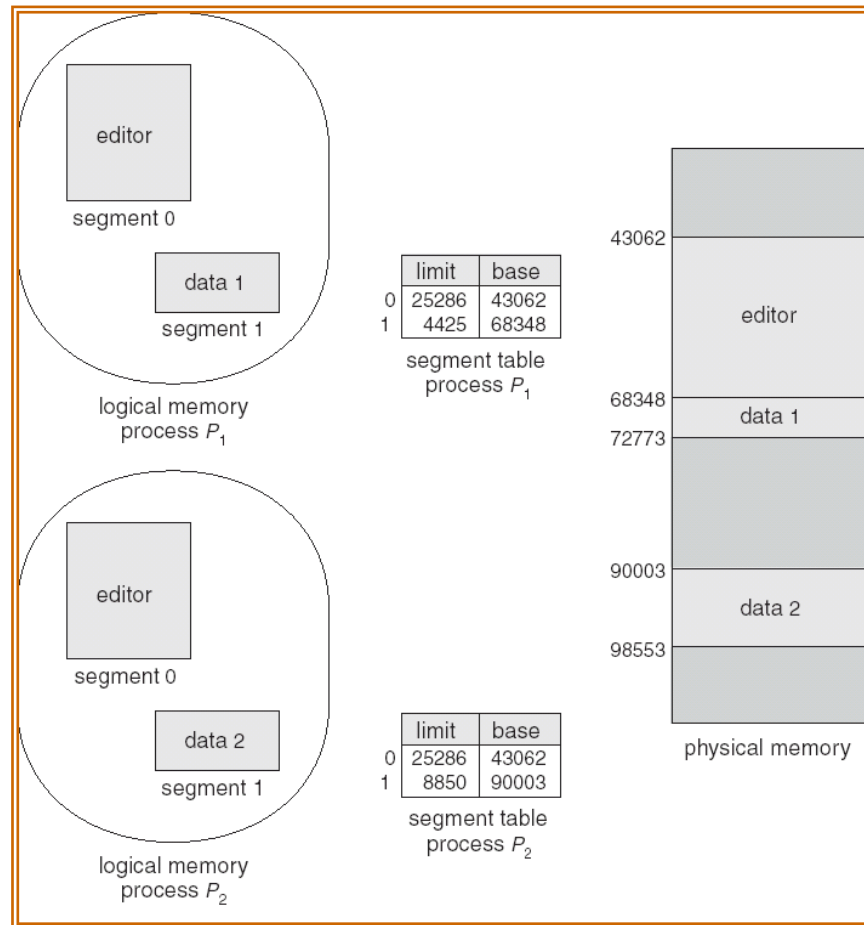 editor
segment 0
data 1
segment 1
logical memory
process P1
limit base
0 25286 43062
1 4425 68348
segment table
process P1
43062
editor
68348
data 1
72773
90003
data 2
98553
physical memory
editor
segment 0
data 2
segment 1
logical memory
process P2
limit base
0 25286 43062
1 8850 90003
segment table
process P2